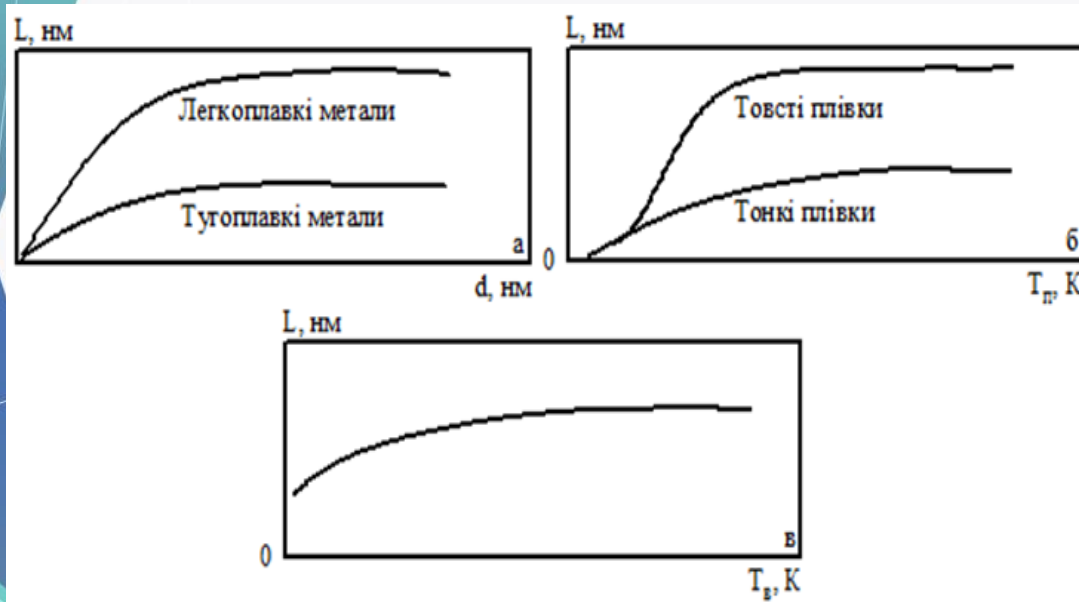 L, нм
Легкоплавкі метали
Тугоплавкі метали
а
d, нм
L, нм
Товсті плівки
Тонкі плівки
0
б
Tп, K
L, нм
0
в
Tв, K